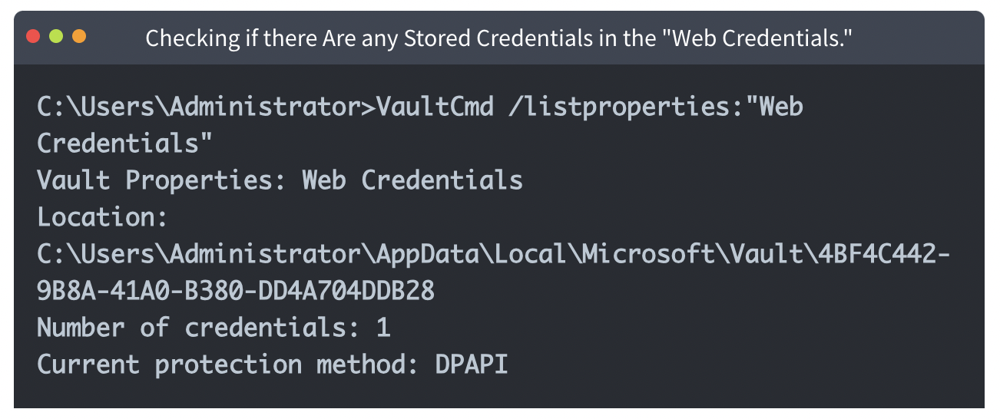 Checking if there Are any Stored Credentials in the "Web Credentials."
C:\Users\Administrator>VaultCmd /listproperties:"Web
Credentials"
Vault Properties: Web Credentials
Location:
C:\Users\Administrator\AppData\Local\Microsoft\Vault\4BF4C442-
9B8A-41A0-B380-DD4A704DDB28
Number of credentials: 1
Current protection method: DPAPI